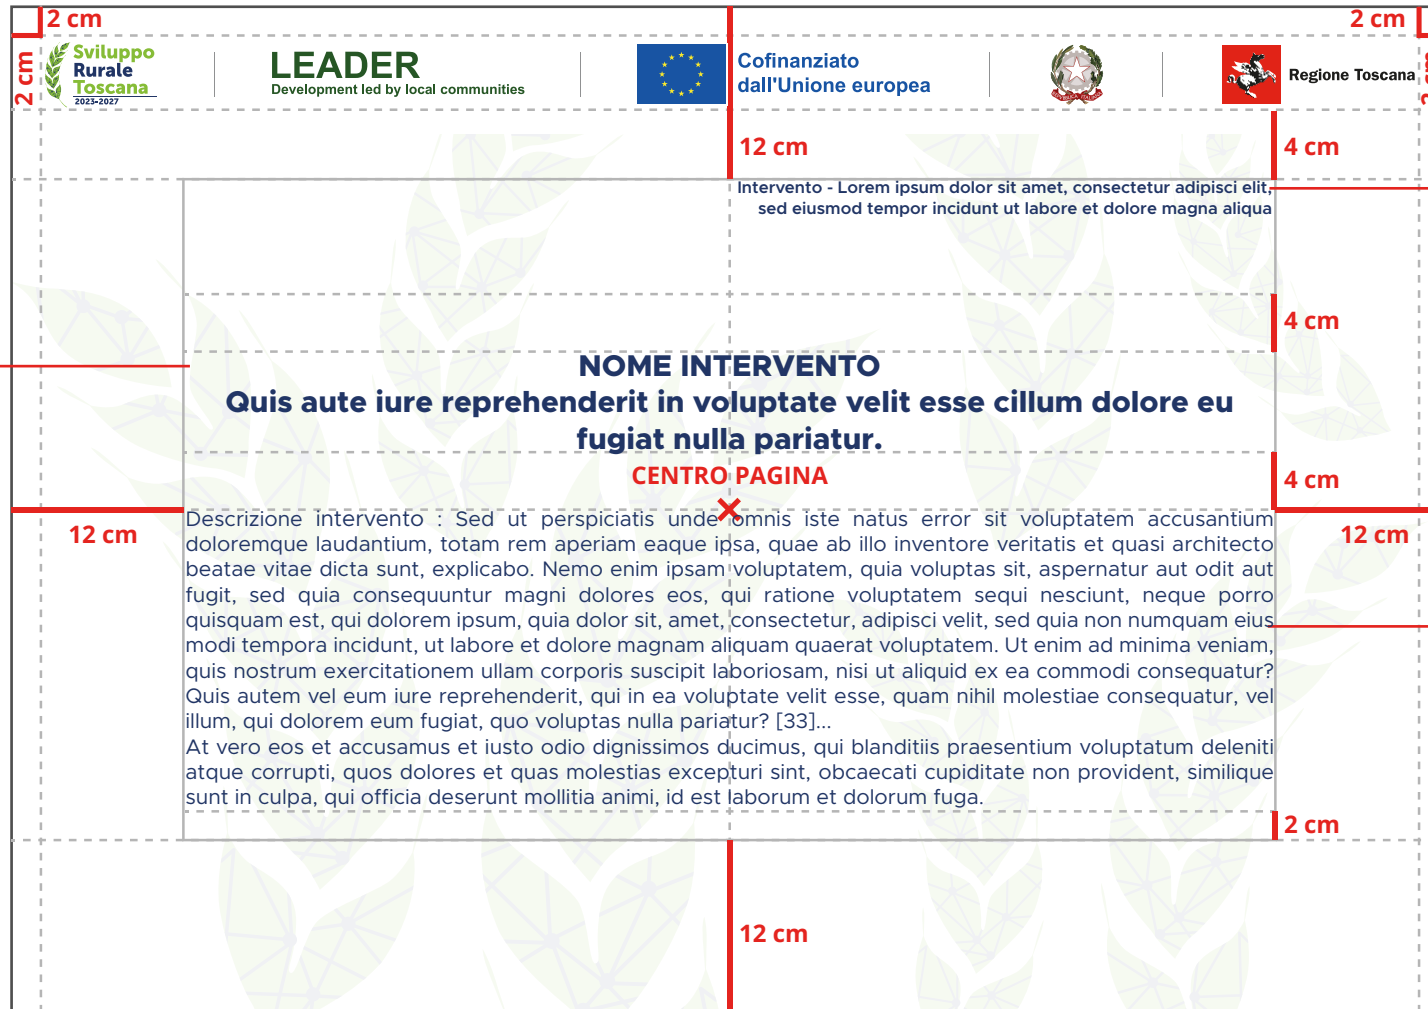 2 cm
2 cm
2 cm
Sviluppo
Rurale
Toscana
2023-2027
LEADER
Development led by local communities
Cofinanziato
dall'Unione europea
Regione Toscana
12 cm
4 cm
Intervento - Lorem ipsum dolor sit amet, consectetur adipisci elit,
sed eiusmod tempor incidunt ut labore et dolore magna aliqua
4 cm
NOME INTERVENTO
Quis aute iure reprehenderit in voluptate velit esse cillum dolore eu
fugiat nulla pariatur.
CENTRO PAGINA
4 cm
12 cm
12 cm
Descrizione intervento : Sed ut perspiciatis unde omnis iste natus error sit voluptatem accusantium
doloremque laudantium, totam rem aperiam eaque ipsa, quae ab illo inventore veritatis et quasi architecto
beatae vitae dicta sunt, explicabo. Nemo enim ipsam voluptatem, quia voluptas sit, aspernatur aut odit aut
fugit, sed quia consequuntur magni dolores eos, qui ratione voluptatem sequi nesciunt, neque porro
quisquam est, qui dolorem ipsum, quia dolor sit, amet, consectetur, adipisci velit, sed quia non numquam eius
modi tempora incidunt, ut labore et dolore magnam aliquam quaerat voluptatem. Ut enim ad minima veniam,
quis nostrum exercitationem ullam corporis suscipit laboriosam, nisi ut aliquid ex ea commodi consequatur?
Quis autem vel eum iure reprehenderit, qui in ea voluptate velit esse, quam nihil molestiae consequatur, vel
illum, qui dolorem eum fugiat, quo voluptas nulla pariatur? [33]...
At vero eos et accusamus et iusto odio dignissimos ducimus, qui blanditiis praesentium voluptatum deleniti
atque corrupti, quos dolores et quas molestias excepturi sint, obcaecati cupiditate non provident, similique
sunt in culpa, qui officia deserunt mollitia animi, id est laborum et dolorum fuga.
2 cm
12 cm